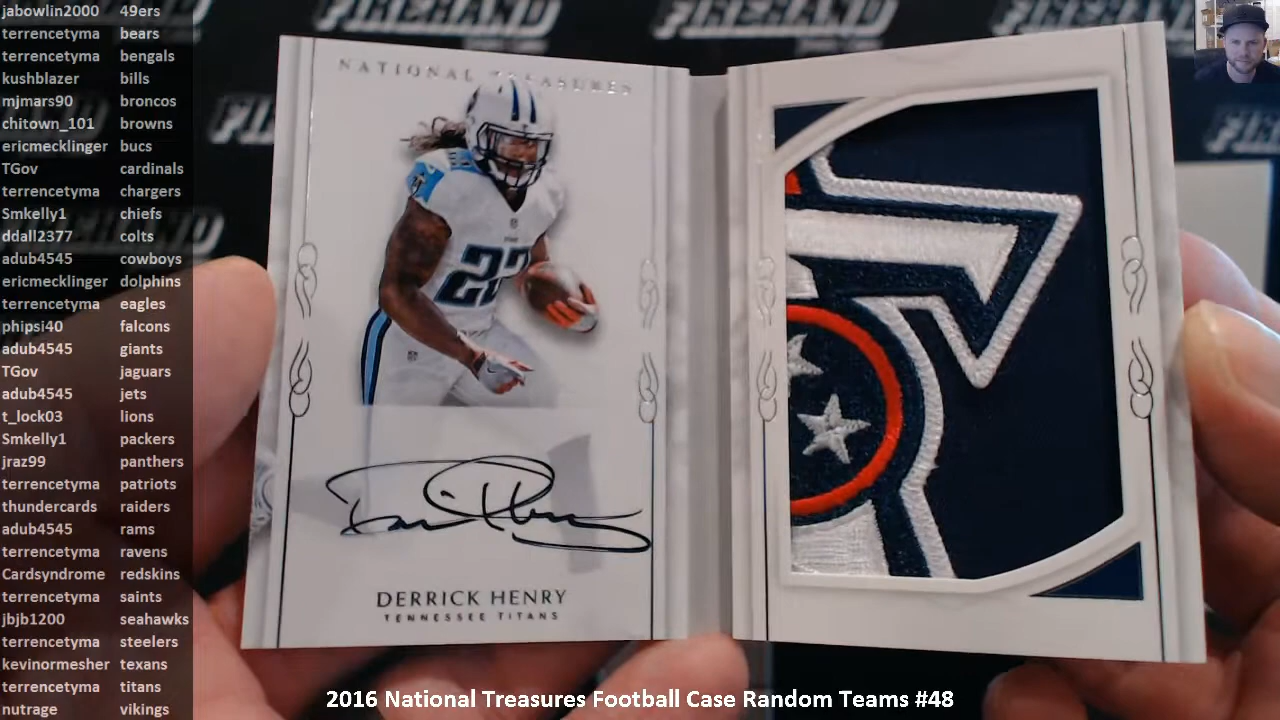 jabowlin2000 49ers
terrencetyma bears
terrencetyma bengals
kushblazer bills
mjmars90 broncos
chitown_101 browns
ericmecklinger bucs
TGov cardinals
terrencetyma chargers
Smkelly1 chiefs
ddall2377 colts
adub4545 cowboys
ericmecklinger dolphins
terrencetyma eagles
phipsi40 falcons
adub4545 giants
TGov jaguars
adub4545 jets
t_lock03 lions
Smkelly1 packers
jraz99 panthers
terrencetyma patriots
thundercards raiders
adub4545 rams
terrencetyma ravens
Cardsyndrome redskins
terrencetyma saints
jbjb1200 seahawks
terrencetyma steelers
kevinormesher texans
terrencetyma titans
nutrage vikings
FIREHAND
NATIONAL TREASURES
22
DERRICK HENRY
TENNESSEE TITANS
2016 National Treasures Football Case Random Teams #48